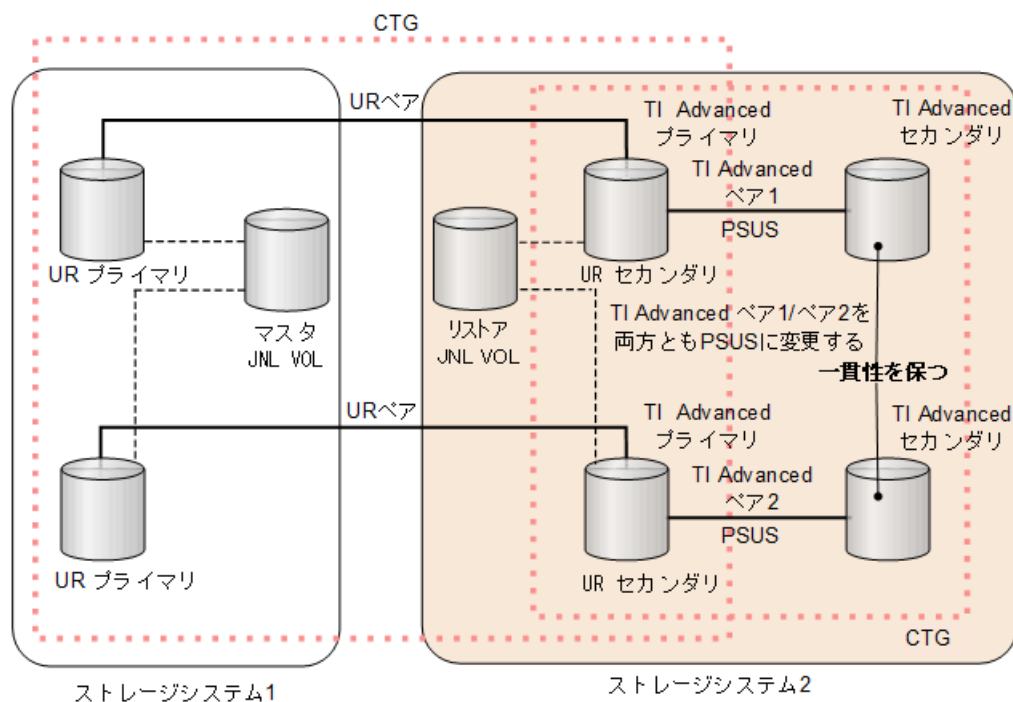 CTG
URペア
TI Advanced
プライマリ
TI Advanced
セカンダリ
TI Advanced
ペア1
PSUS
UR プライマリ
UR セカンダリ
マスタ
JNL VOL
リストア
JNL VOL
TI Advanced ペア1/ペア2を
両方ともPSUSに変更する
一貫性を保つ
URペア
TI Advanced
プライマリ
TI Advanced
セカンダリ
TI Advanced
ペア2
PSUS
UR プライマリ
UR セカンダリ
CTG
ストレージシステム1
ストレージシステム2